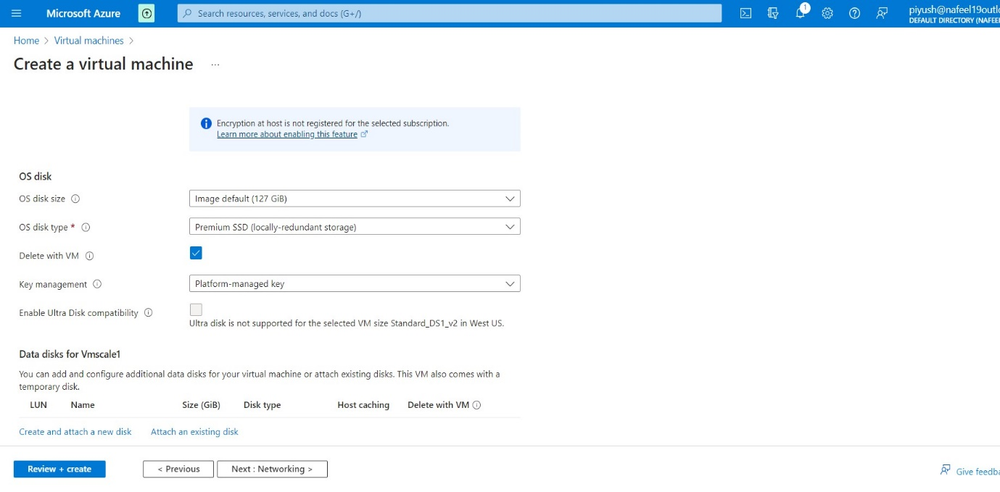 Microsoft Azure
Search resources, services, and docs (G+/)
1
piyush@nafeel19outlo
DEFAULT DIRECTORY (NAFEEI
Home > Virtual machines >
Create a virtual machine ...
Encryption at host is not registered for the selected subscription.
Learn more about enabling this feature
OS disk
OS disk size
Image default (127 GiB)
OS disk type *
Premium SSD (locally-redundant storage)
Delete with VM
Key management
Platform-managed key
Enable Ultra Disk compatibility
Ultra disk is not supported for the selected VM size Standard_DS1_v2 in West US.
Data disks for Vmscale1
You can add and configure additional data disks for your virtual machine or attach existing disks. This VM also comes with a
temporary disk.
LUN Name Size (GiB) Disk type Host caching Delete with VM
Create and attach a new disk Attach an existing disk
Review + create < Previous Next : Networking >
Give feedba